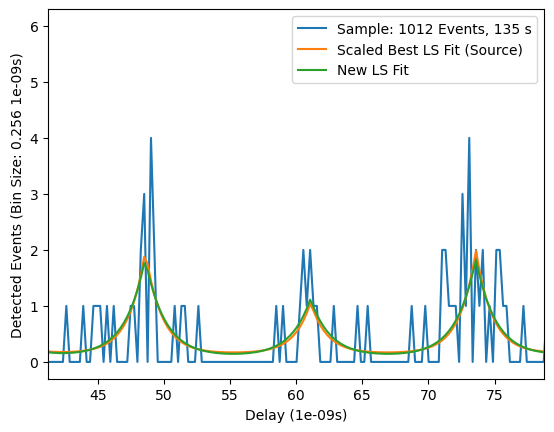 Sample: 1012 Events, 135 s
Scaled Best LS Fit (Source)
New LS Fit
Detected Events (Bin Size: 0.256 1e-09s)
6
5
4
3
2
1
0
45 50 55 60 65 70 75
Delay (1e-09s)